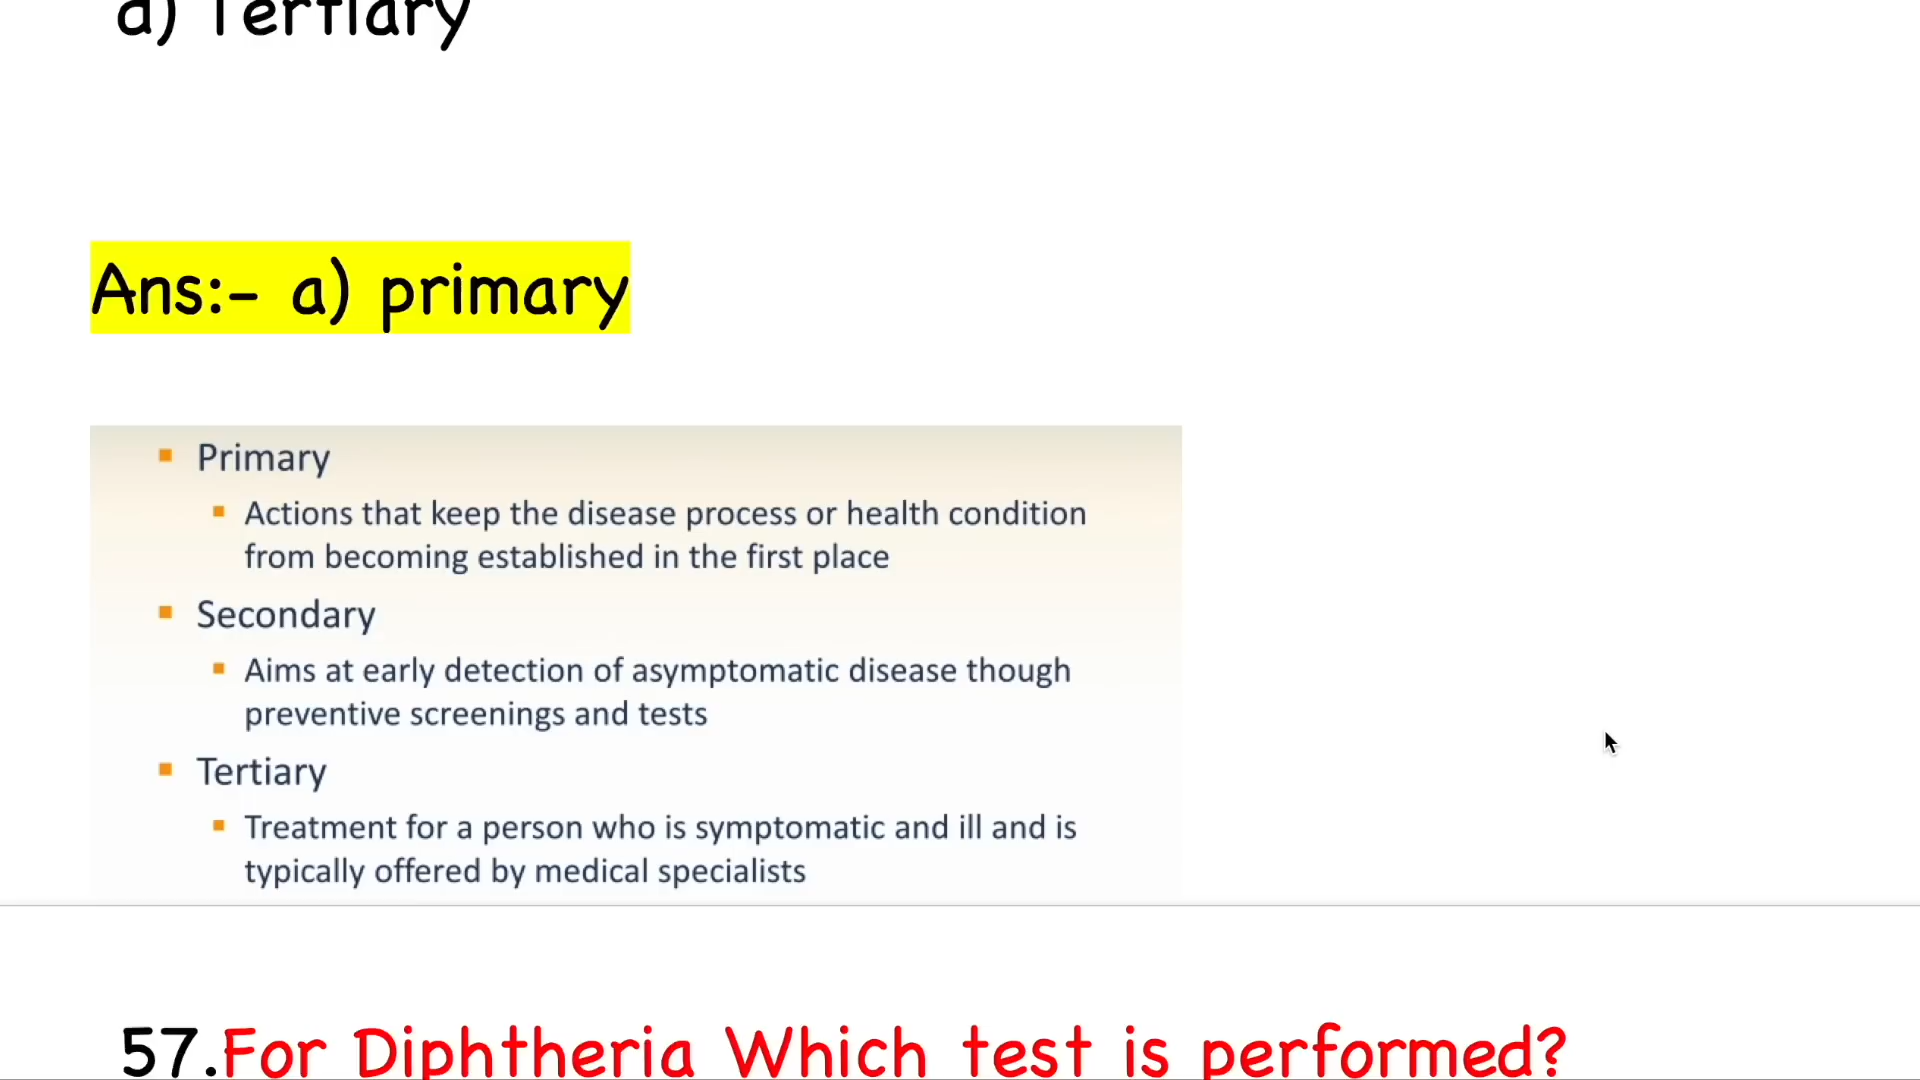 d) Tertiary
Ans:- a) primary
Primary
Actions that keep the disease process or health condition
from becoming established in the first place
Secondary
Aims at early detection of asymptomatic disease though
preventive screenings and tests
Tertiary
Treatment for a person who is symptomatic and ill and is
typically offered by medical specialists
57.For Diphtheria Which test is performed?